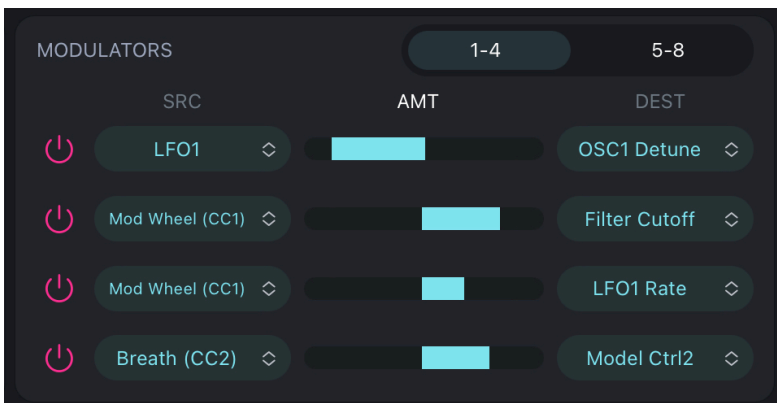 MODULATORS 1-4 5-8
SRC AMT DEST
LFO1 OSC1 Detune
Mod Wheel (CC1) Filter Cutoff
Mod Wheel (CC1) LFO1 Rate
Breath (CC2) Model Ctrl2